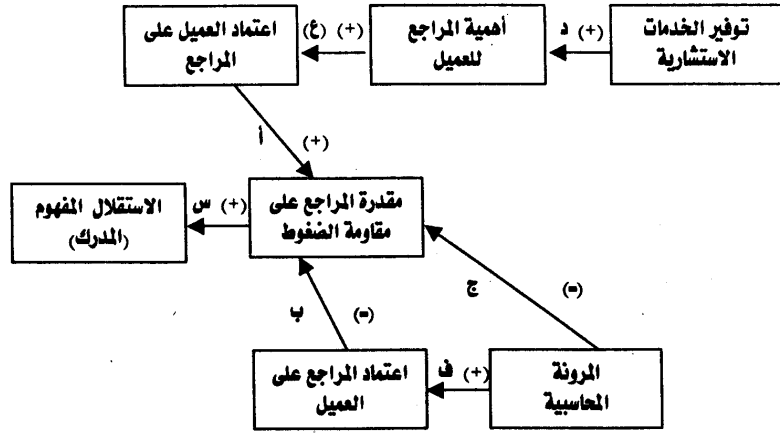 توفير الخدمات
الاستشارية
د (+)
أهمية المراجع
للعميل
(+) (ع)
اعتماد العميل على
المراجع
أ (+)
مقدرة المراجع على
مقاومة الضغوط
س (+)
الاستقلال المفهوم
(المدرك)
ج (-)
ب (-)
المرونة
المحاسبية
ف (+)
اعتماد المراجع على
العميل